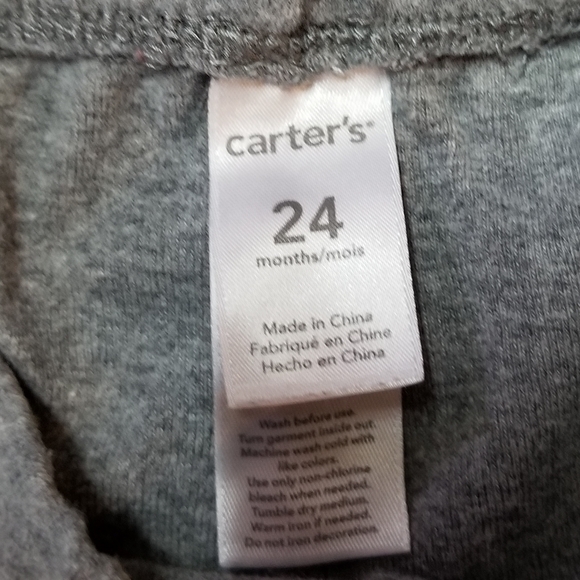 carter's
24
months/mois
Made in China
Fabriqué en Chine
Hecho en China
Wash before use.
Turn garment inside out.
Machine wash cold with
like colors.
Use only non-chlorine
bleach when needed.
Tumble dry medium.
Warm iron if needed.
Do not iron decoration.